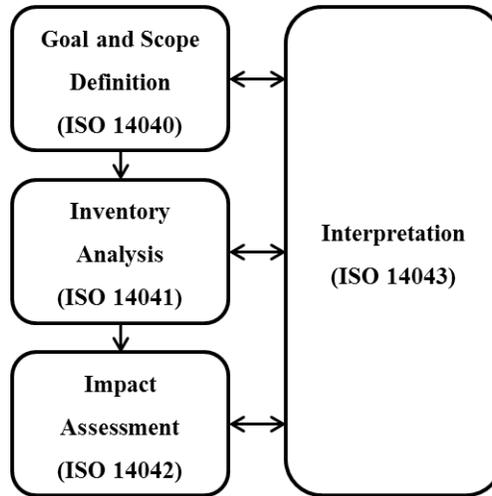 Goal and Scope
Definition
(ISO 14040)
Inventory
Analysis
(ISO 14041)
Impact
Assessment
(ISO 14042)
Interpretation
(ISO 14043)